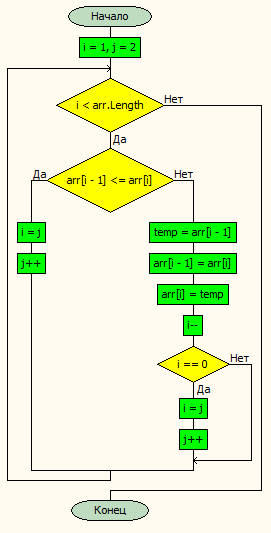 Начало
i = 1, j = 2
i < arr.Length
Нет
Да
Да
arr[i - 1] <= arr[i]
Нет
i = j
temp = arr[i - 1]
j++
arr[i - 1] = arr[i]
arr[i] = temp
i--
i == 0
Нет
Да
i = j
j++
Конец